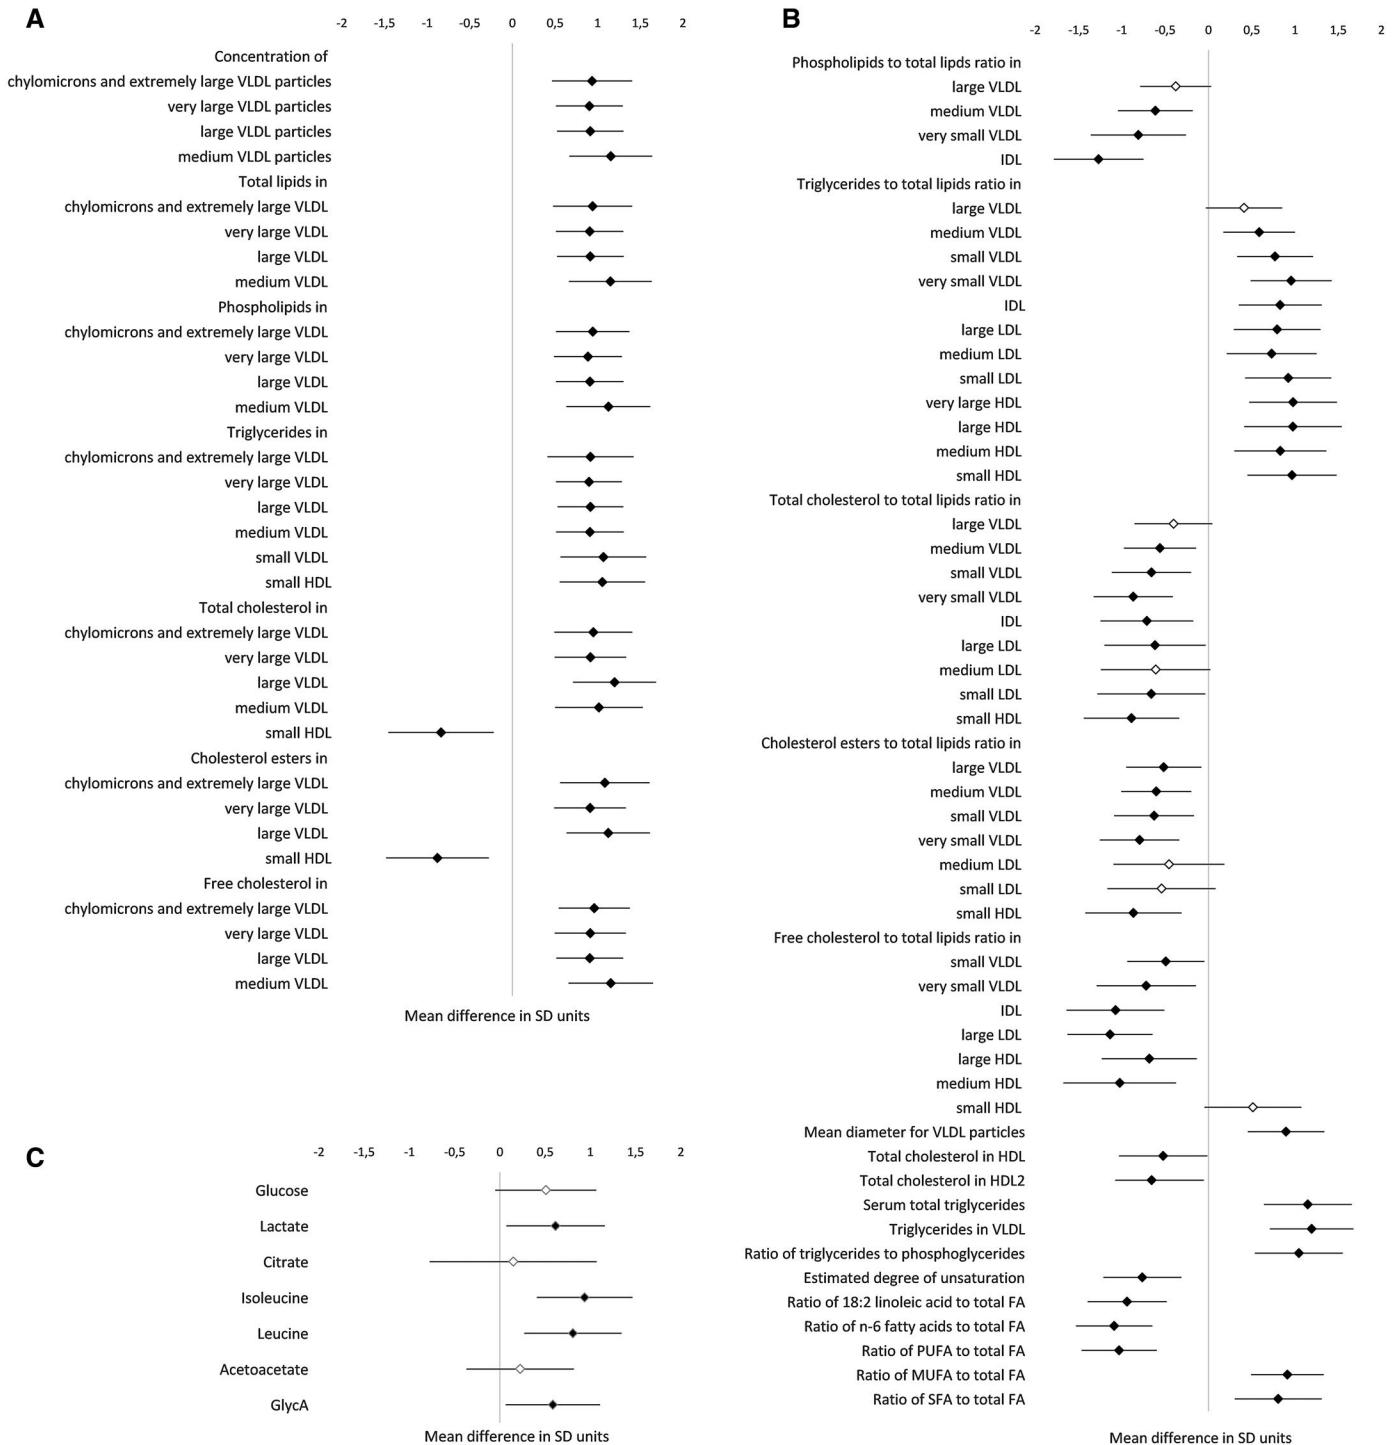 A
-2 -1,5 -1 -0,5 0 0,5 1 1,5 2
Concentration of
chylomicrons and extremely large VLDL particles
very large VLDL particles
large VLDL particles
medium VLDL particles
Total lipids in
chylomicrons and extremely large VLDL
very large VLDL
large VLDL
medium VLDL
Phospholipids in
chylomicrons and extremely large VLDL
very large VLDL
large VLDL
medium VLDL
Triglycerides in
chylomicrons and extremely large VLDL
very large VLDL
large VLDL
medium VLDL
small VLDL
small HDL
Total cholesterol in
chylomicrons and extremely large VLDL
very large VLDL
large VLDL
medium VLDL
small HDL
Cholesterol esters in
chylomicrons and extremely large VLDL
very large VLDL
large VLDL
small HDL
Free cholesterol in
chylomicrons and extremely large VLDL
very large VLDL
large VLDL
medium VLDL
Mean difference in SD units
B
-2 -1,5 -1 -0,5 0 0,5 1 1,5 2
Phospholipids to total lipds ratio in
large VLDL
medium VLDL
very small VLDL
IDL
Triglycerides to total lipids ratio in
large VLDL
medium VLDL
small VLDL
very small VLDL
IDL
large LDL
medium LDL
small LDL
very large HDL
large HDL
medium HDL
small HDL
Total cholesterol to total lipids ratio in
large VLDL
medium VLDL
small VLDL
very small VLDL
IDL
large LDL
medium LDL
small LDL
small HDL
Cholesterol esters to total lipids ratio in
large VLDL
medium VLDL
small VLDL
very small VLDL
medium LDL
small LDL
small HDL
Free cholesterol to total lipids ratio in
small VLDL
very small VLDL
IDL
large LDL
large HDL
medium HDL
small HDL
Mean diameter for VLDL particles
Total cholesterol in HDL
Total cholesterol in HDL2
Serum total triglycerides
Triglycerides in VLDL
Ratio of triglycerides to phosphoglycerides
Estimated degree of unsaturation
Ratio of 18:2 linoleic acid to total FA
Ratio of n-6 fatty acids to total FA
Ratio of PUFA to total FA
Ratio of MUFA to total FA
Ratio of SFA to total FA
Mean difference in SD units
C
-2 -1,5 -1 -0,5 0 0,5 1 1,5 2
Glucose
Lactate
Citrate
Isoleucine
Leucine
Acetoacetate
GlycA
Mean difference in SD units